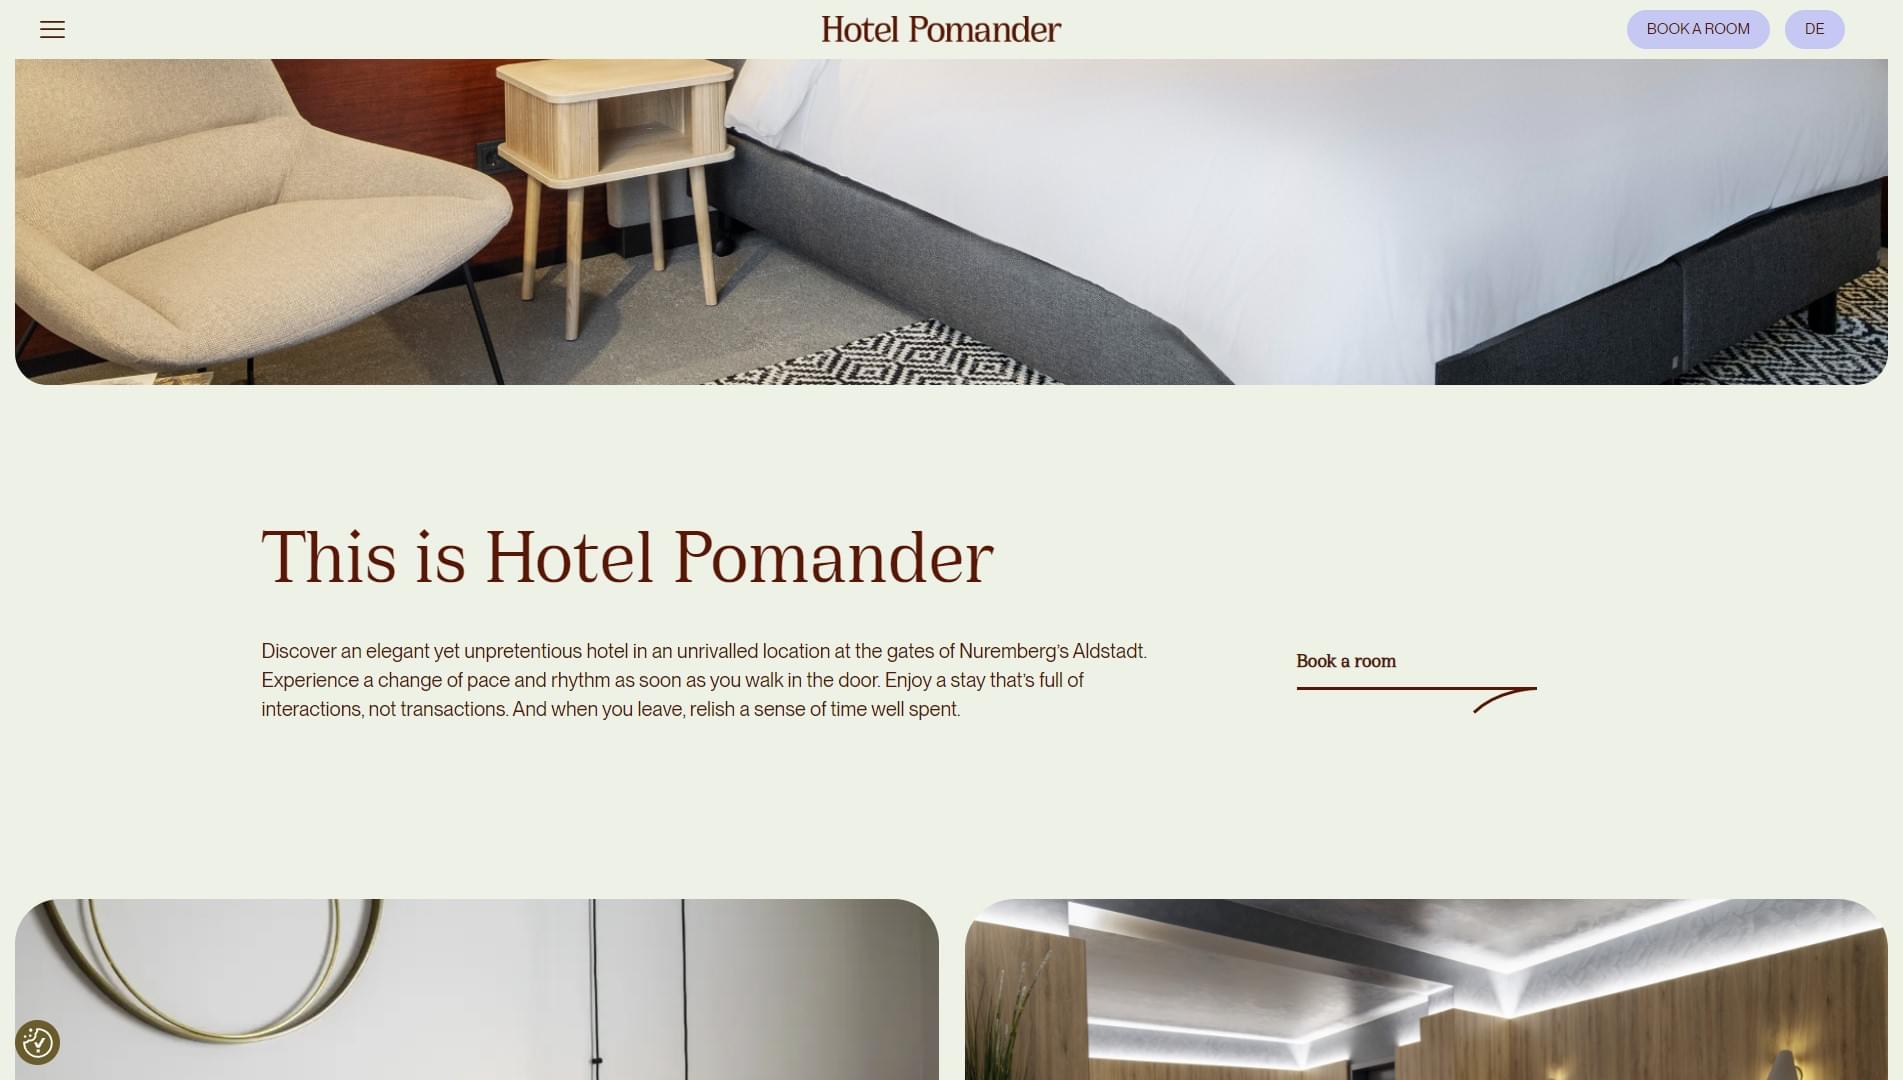 Hotel Pomander
BOOK A ROOM
DE
This is Hotel Pomander
Discover an elegant yet unpretentious hotel in an unrivalled location at the gates of Nuremberg’s Aldstadt.
Experience a change of pace and rhythm as soon as you walk in the door. Enjoy a stay that’s full of
interactions, not transactions. And when you leave, relish a sense of time well spent.
Book a room